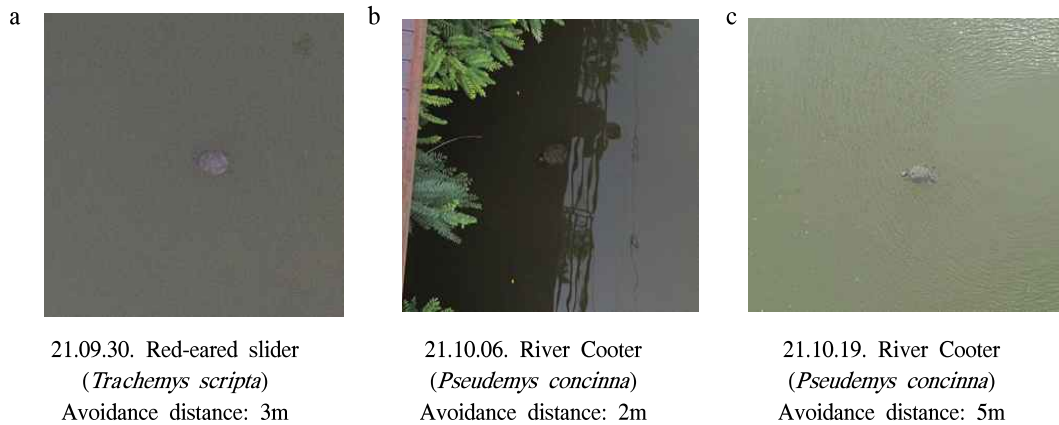 a
b
c
21.09.30. Red-eared slider
(Trachemys scripta)
Avoidance distance: 3m
21.10.06. River Cooter
(Pseudemys concinna)
Avoidance distance: 2m
21.10.19. River Cooter
(Pseudemys concinna)
Avoidance distance: 5m